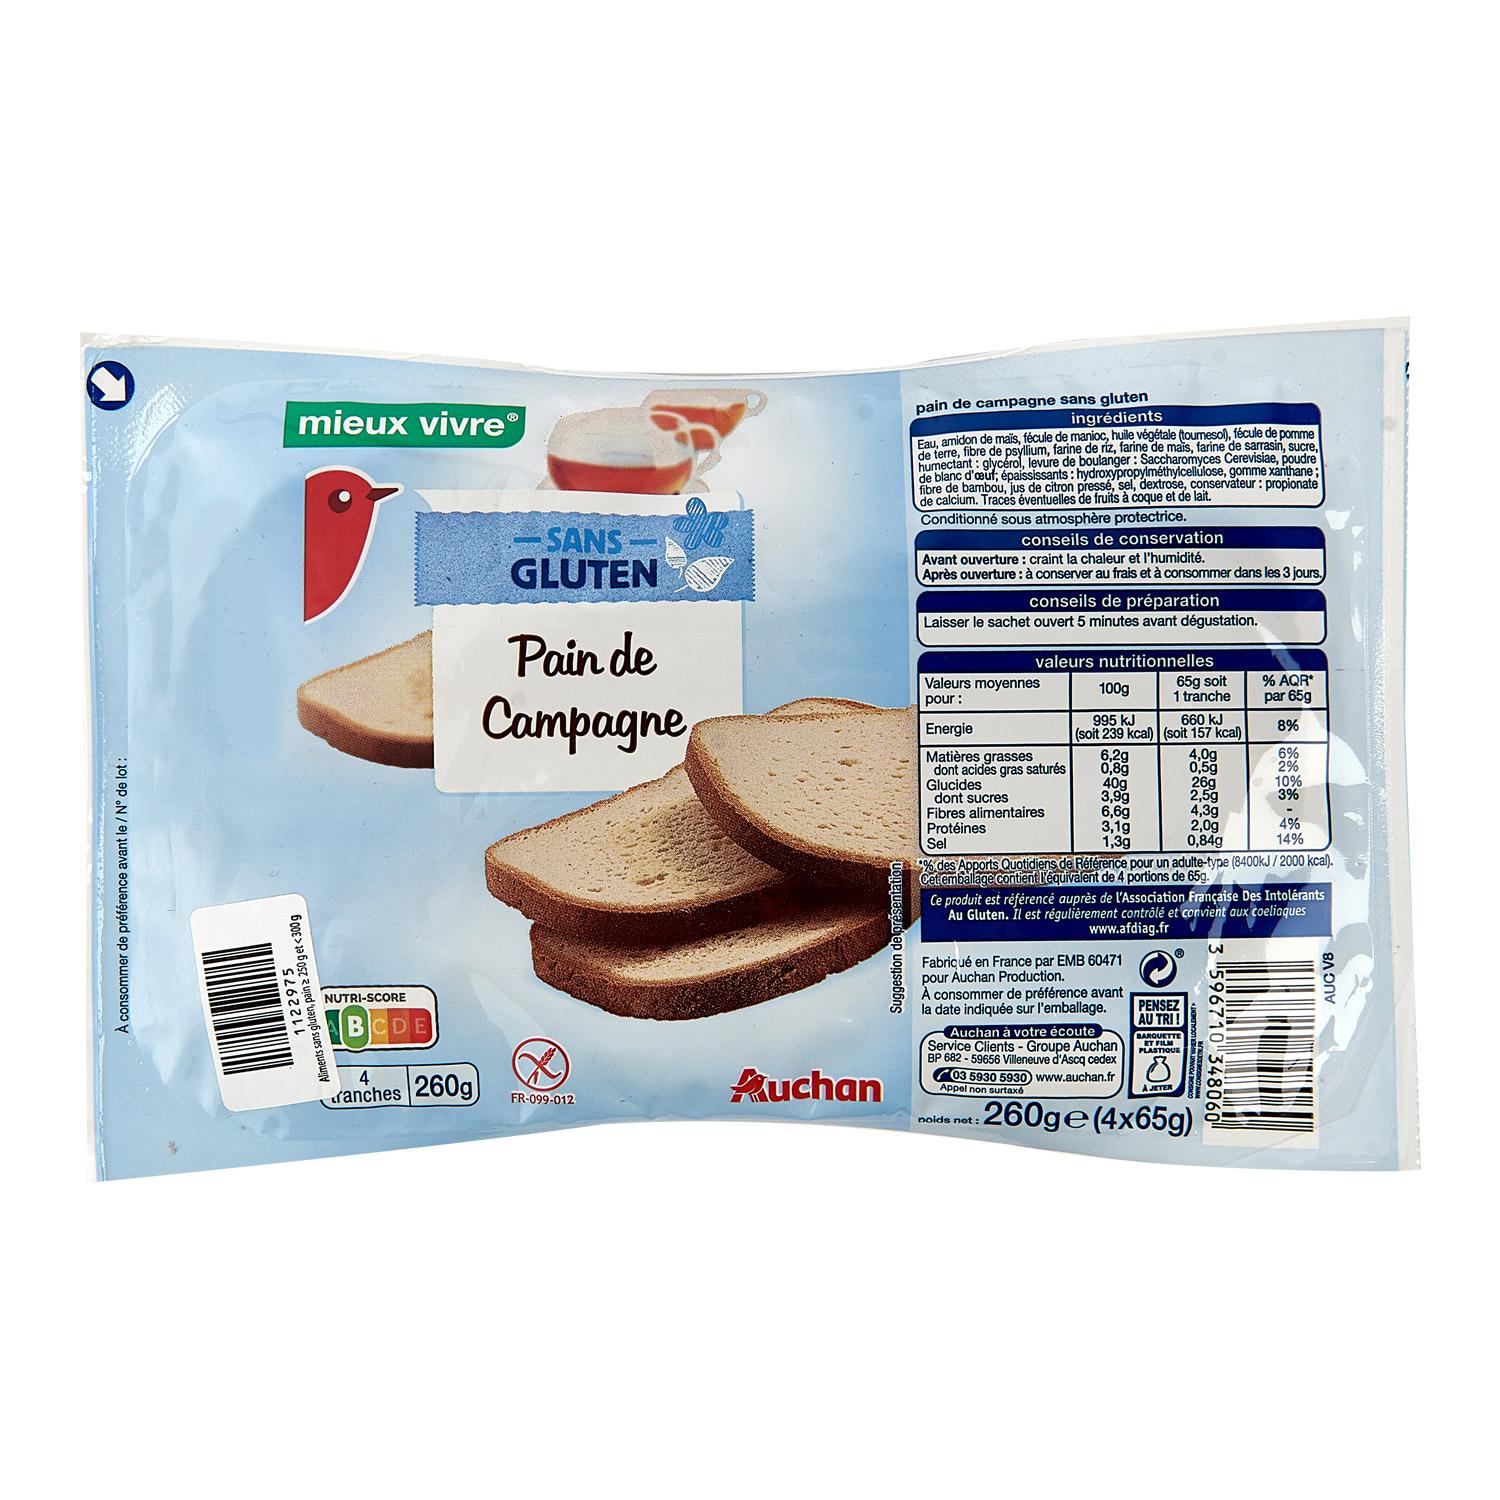 mieux vivre®
SANS
GLUTEN
Pain de
Campagne
À consommer de préférence avant le / N° de lot :
1122975
Aliments sans gluten, pain ≥ 250g et < 300g
NUTRI-SCORE
A B C D E
4
tranches
260g
FR-099-012
Auchan
Suggestion de présentation
pain de campagne sans gluten
ingrédients
Eau, amidon de maïs, fécule de manioc, huile végétale (tournesol), fécule de pomme
de terre, fibre de psyllium, farine de riz, farine de maïs, farine de sarrasin, sucre,
humectant : glycérol, levure de boulanger : Saccharomyces Cerevisiae, poudre
de blanc d'œuf, épaississants : hydroxypropylméthylcellulose, gomme xanthane ;
fibre de bambou, jus de citron pressé, sel, dextrose, conservateur : propionate
de calcium. Traces éventuelles de fruits à coque et de lait.
Conditionné sous atmosphère protectrice.
conseils de conservation
Avant ouverture : craint la chaleur et l'humidité.
Après ouverture : à conserver au frais et à consommer dans les 3 jours.
conseils de préparation
Laisser le sachet ouvert 5 minutes avant dégustation.
valeurs nutritionnelles
Valeurs moyennes pour : 100g 65g soit 1 tranche % AQR* par 65g
Energie 995 kJ (soit 239 kcal) 660 kJ (soit 157 kcal) 8%
Matières grasses 6,2g 4,0g 6%
dont acides gras saturés 0,8g 0,5g 2%
Glucides 40g 26g 10%
dont sucres 3,9g 2,5g 3%
Fibres alimentaires 6,6g 4,3g -
Protéines 3,1g 2,0g 4%
Sel 1,3g 0,84g 14%
*% des Apports Quotidiens de Référence pour un adulte-type (8400kJ / 2000 kcal).
Cet emballage contient l'équivalent de 4 portions de 65g.
Ce produit est référencé auprès de l'Association Française Des Intolérants
Au Gluten. Il est régulièrement contrôlé et convient aux coeliaques
www.afdiag.fr
Fabriqué en France par EMB 60471
pour Auchan Production.
À consommer de préférence avant
la date indiquée sur l'emballage.
Auchan à votre écoute
Service Clients - Groupe Auchan
BP 682 - 59656 Villeneuve d'Ascq cedex
03 5930 5930 www.auchan.fr
Appel non surtaxé
poids net : 260g e (4x65g)
PENSEZ
AU TRI !
BARQUETTE
ET FILM
PLASTIQUE
À JETER
CONSIGNE POUVANT VARIER LOCALEMENT >
WWW.CONSIGNESDETRI.FR
3 596710 348060
AUC V8